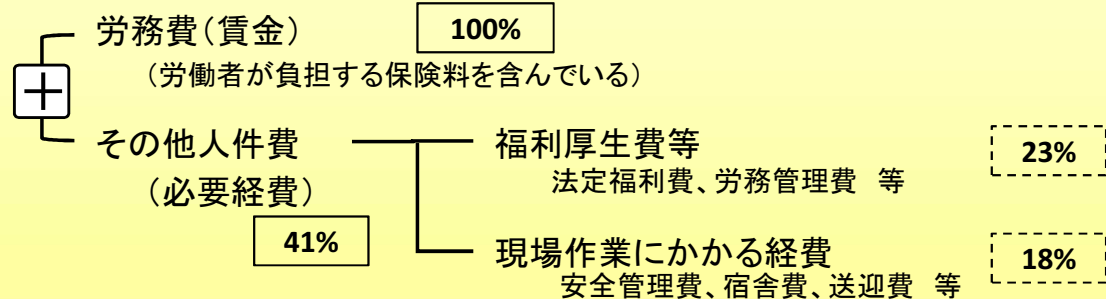 労務費(賃金) 100%
(労働者が負担する保険料を含んでいる)
+
その他人件費
(必要経費)
41%
福利厚生費等 23%
法定福利費、労務管理費 等
現場作業にかかる経費 18%
安全管理費、宿舎費、送迎費 等